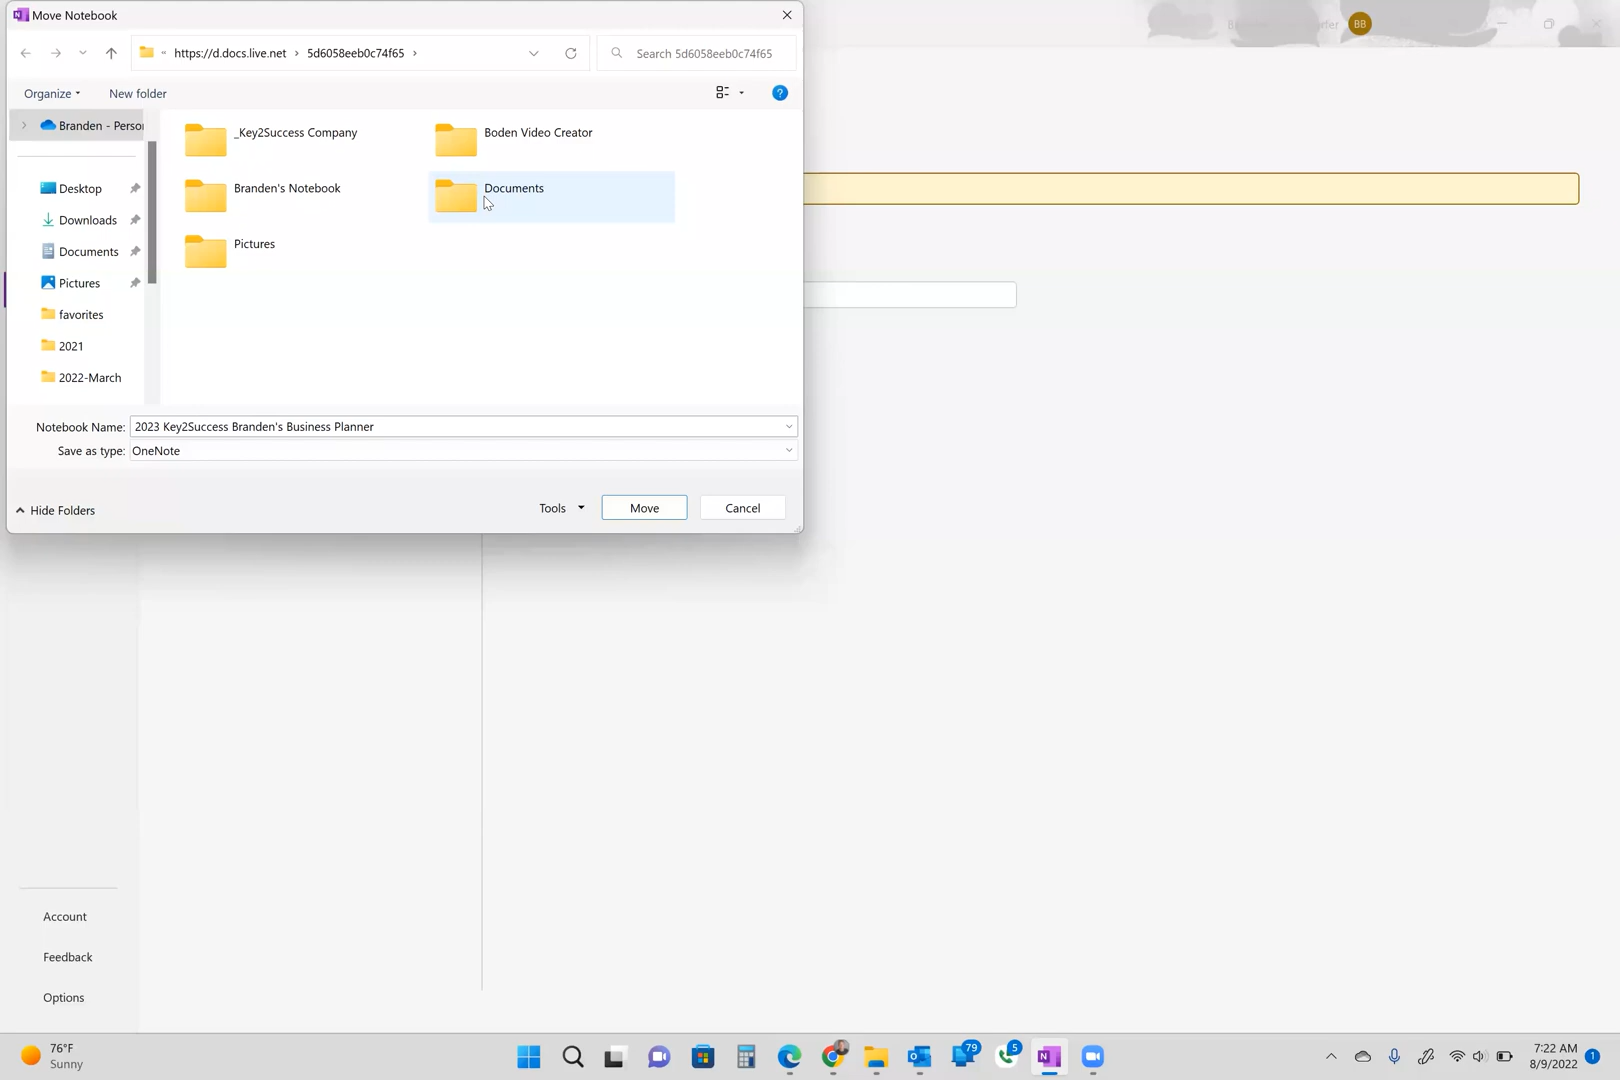 Move Notebook
https://d.docs.live.net › 5d6058eeb0c74f65 ›
Search 5d6058eeb0c74f65
Organize
New folder
?
Branden - Perso
Desktop
Downloads
Documents
Pictures
favorites
2021
2022-March
_Key2Success Company
Boden Video Creator
Branden's Notebook
Documents
Pictures
Notebook Name: 2023 Key2Success Branden's Business Planner
Save as type: OneNote
Hide Folders
Tools
Move
Cancel
BB
Account
Feedback
Options
76°F
Sunny
79
5
7:22 AM
8/9/2022
1